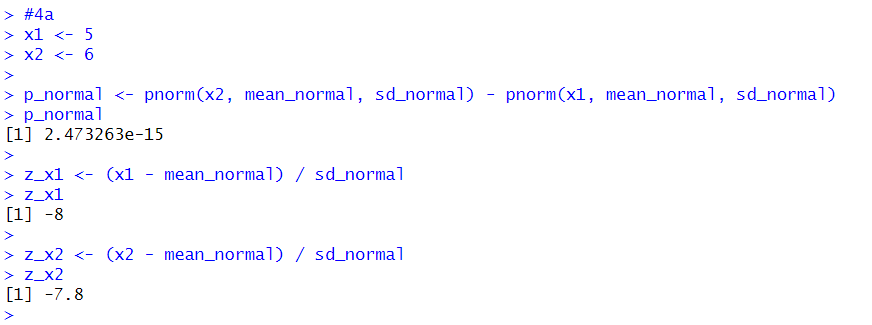 > #4a
> x1 <- 5
> x2 <- 6
>
> p_normal <- pnorm(x2, mean_normal, sd_normal) - pnorm(x1, mean_normal, sd_normal)
> p_normal
[1] 2.473263e-15
>
> z_x1 <- (x1 - mean_normal) / sd_normal
> z_x1
[1] -8
>
> z_x2 <- (x2 - mean_normal) / sd_normal
> z_x2
[1] -7.8
>